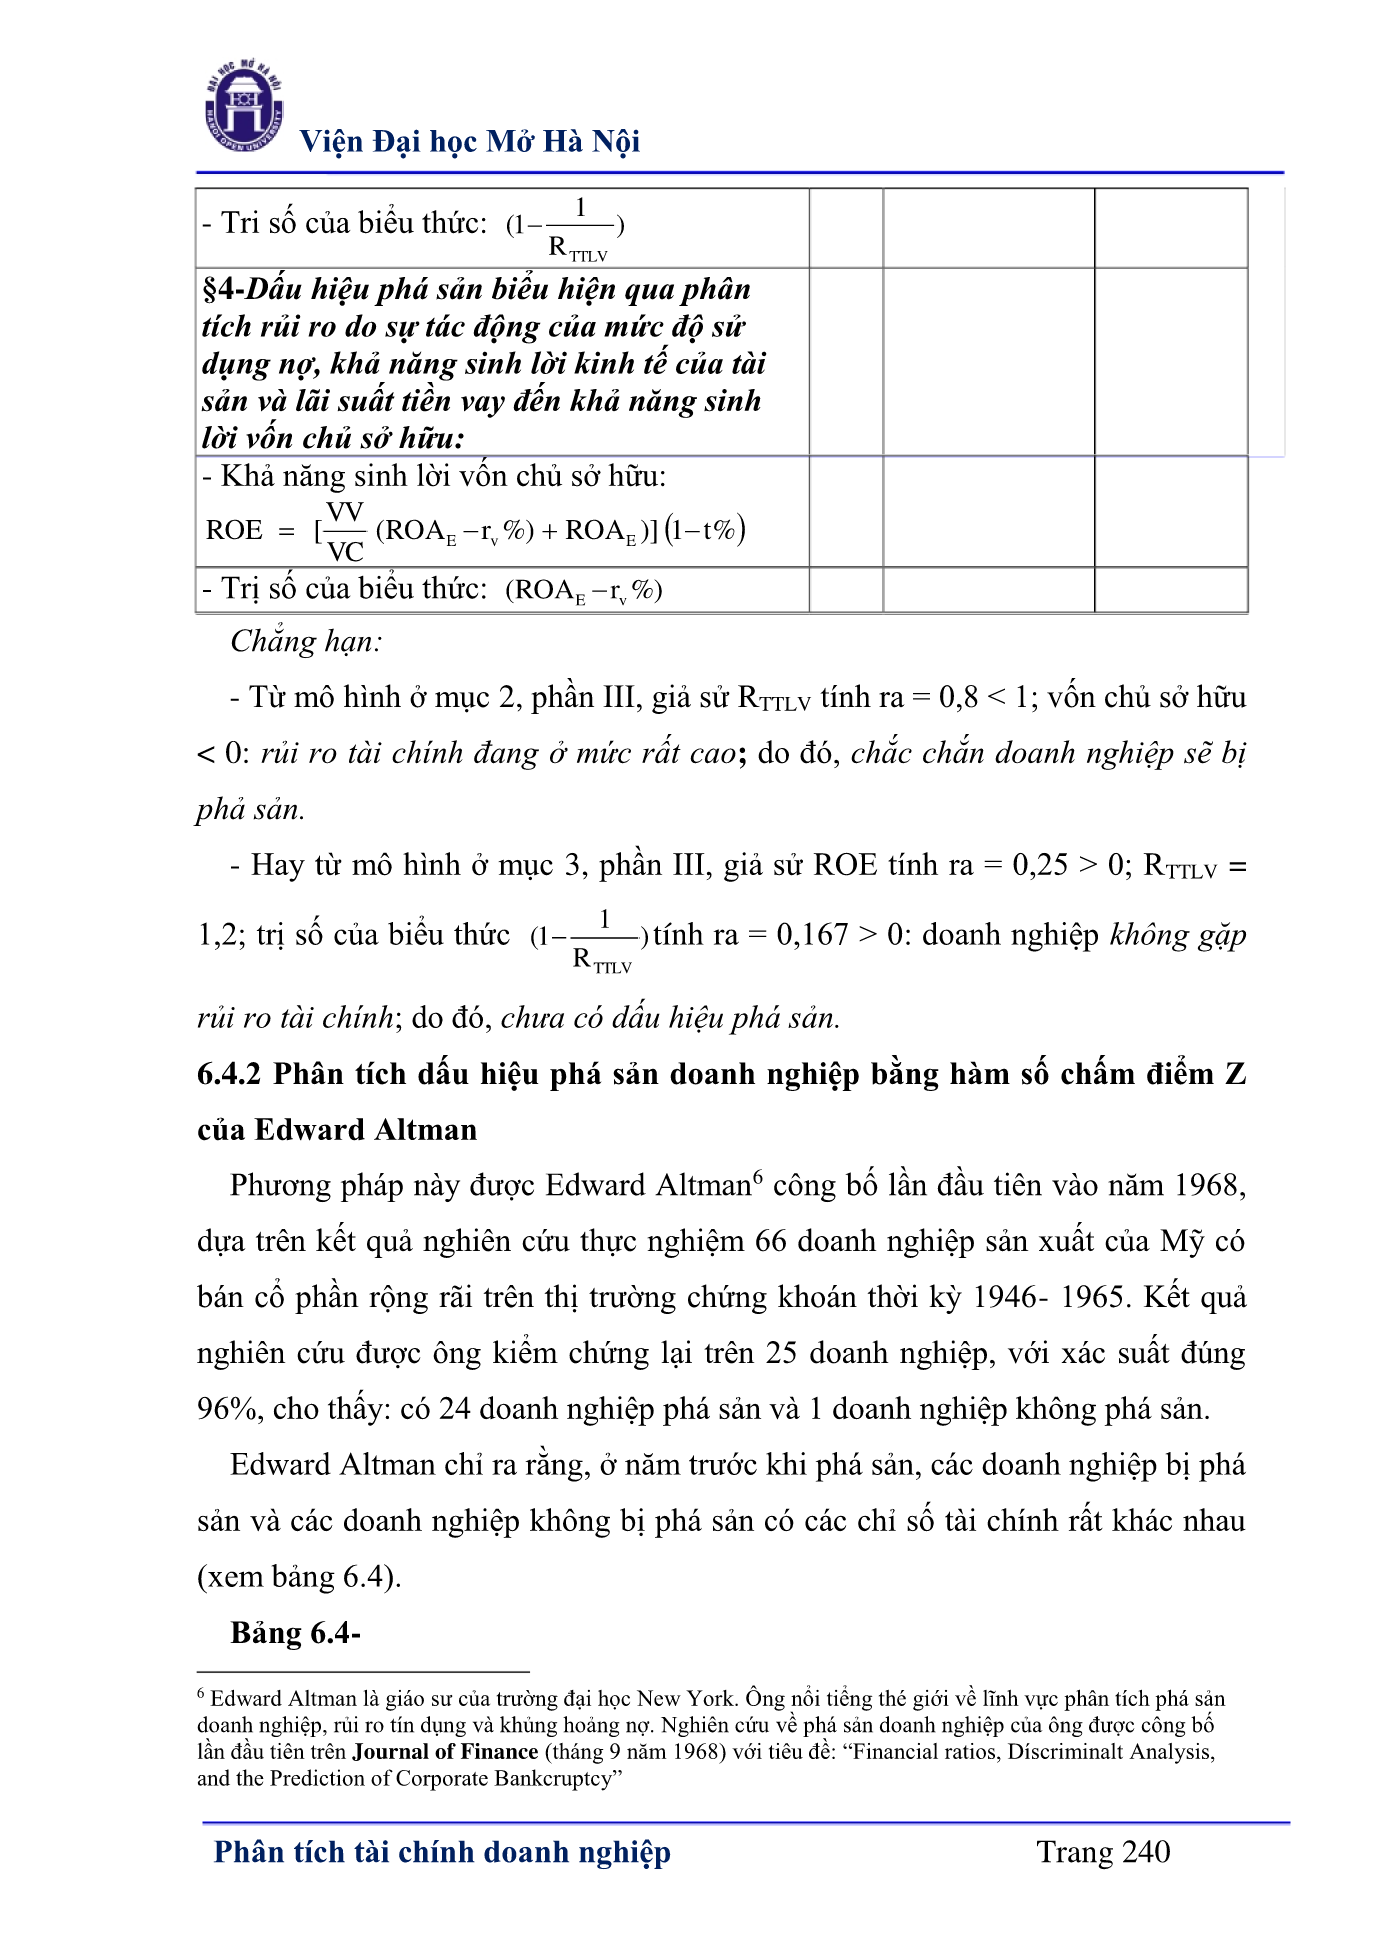 ĐẠI HỌC MỞ HÀ NỘI
HANOI OPEN UNIVERSITY
Viện Đại học Mở Hà Nội
- Tri số của biểu thức: (1 − 1/R_TTLV)
§4-Dấu hiệu phá sản biểu hiện qua phân
tích rủi ro do sự tác động của mức độ sử
dụng nợ, khả năng sinh lời kinh tế của tài
sản và lãi suất tiền vay đến khả năng sinh
lời vốn chủ sở hữu:
- Khả năng sinh lời vốn chủ sở hữu:
ROE = [VV/VC (ROA_E − r_v %) + ROA_E )] (1 − t%)
- Trị số của biểu thức: (ROA_E − r_v %)
Chẳng hạn:
- Từ mô hình ở mục 2, phần III, giả sử R_TTLV tính ra = 0,8 < 1; vốn chủ sở hữu
< 0: rủi ro tài chính đang ở mức rất cao; do đó, chắc chắn doanh nghiệp sẽ bị
phả sản.
- Hay từ mô hình ở mục 3, phần III, giả sử ROE tính ra = 0,25 > 0; R_TTLV =
1,2; trị số của biểu thức (1 − 1/R_TTLV) tính ra = 0,167 > 0: doanh nghiệp không gặp
rủi ro tài chính; do đó, chưa có dấu hiệu phá sản.
6.4.2 Phân tích dấu hiệu phá sản doanh nghiệp bằng hàm số chấm điểm Z
của Edward Altman
Phương pháp này được Edward Altman⁶ công bố lần đầu tiên vào năm 1968,
dựa trên kết quả nghiên cứu thực nghiệm 66 doanh nghiệp sản xuất của Mỹ có
bán cổ phần rộng rãi trên thị trường chứng khoán thời kỳ 1946- 1965. Kết quả
nghiên cứu được ông kiểm chứng lại trên 25 doanh nghiệp, với xác suất đúng
96%, cho thấy: có 24 doanh nghiệp phá sản và 1 doanh nghiệp không phá sản.
Edward Altman chỉ ra rằng, ở năm trước khi phá sản, các doanh nghiệp bị phá
sản và các doanh nghiệp không bị phá sản có các chỉ số tài chính rất khác nhau
(xem bảng 6.4).
Bảng 6.4-
⁶ Edward Altman là giáo sư của trường đại học New York. Ông nổi tiểng thé giới về lĩnh vực phân tích phá sản
doanh nghiệp, rủi ro tín dụng và khủng hoảng nợ. Nghiên cứu về phá sản doanh nghiệp của ông được công bố
lần đầu tiên trên Journal of Finance (tháng 9 năm 1968) với tiêu đề: “Financial ratios, Díscriminalt Analysis,
and the Prediction of Corporate Bankcruptcy”
Phân tích tài chính doanh nghiệp Trang 240